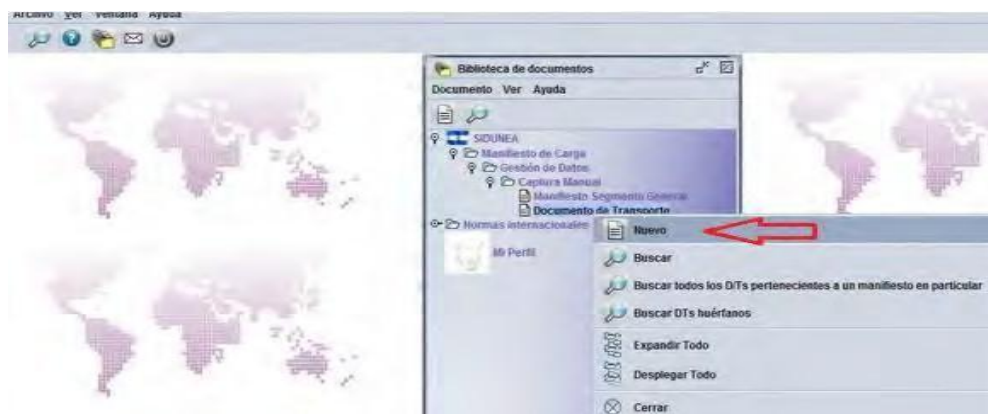 Archivo Ver Ventana Ayuda
Biblioteca de documentos
Documento Ver Ayuda
SIDUNEA
Manifiesto de Carga
Gestión de Datos
Captura Manual
Manifiesto Segmento General
Documento de Transporte
Normas internacionales
Mi Perfil
Nuevo
Buscar
Buscar todos los D/Ts pertenecientes a un manifiesto en particular
Buscar DTs huérfanos
Expandir Todo
Desplegar Todo
Cerrar